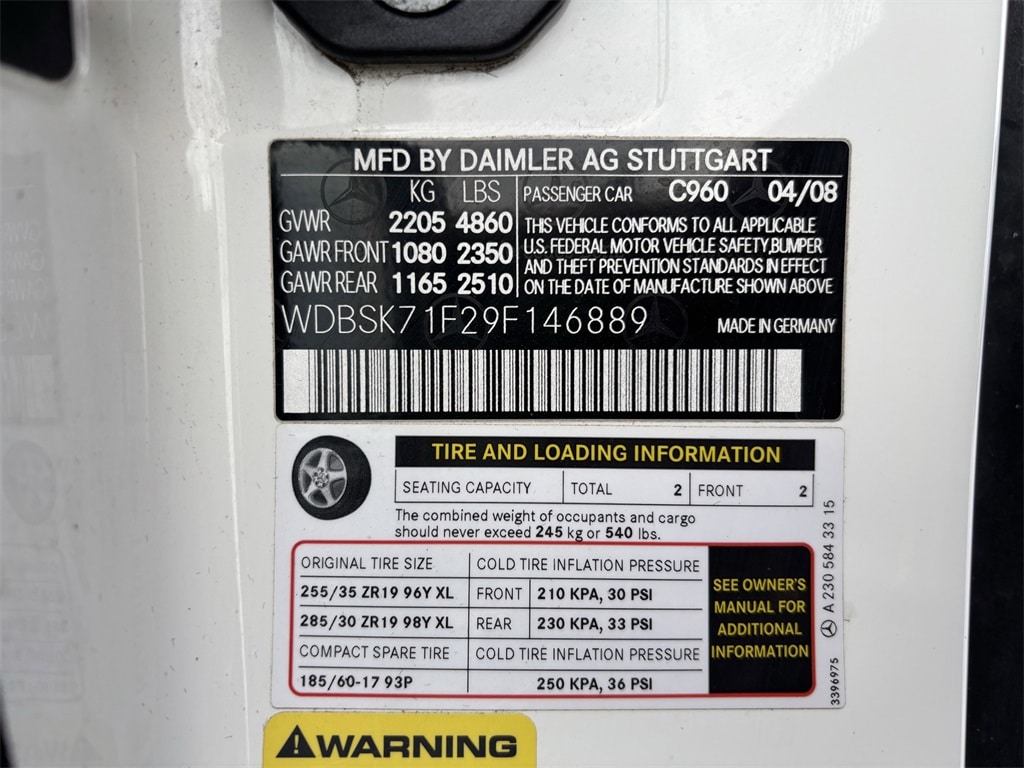 MFD BY DAIMLER AG STUTTGART
KG LBS
GVWR 2205 4860
GAWR FRONT 1080 2350
GAWR REAR 1165 2510
PASSENGER CAR C960 04/08
THIS VEHICLE CONFORMS TO ALL APPLICABLE
U.S. FEDERAL MOTOR VEHICLE SAFETY,BUMPER
AND THEFT PREVENTION STANDARDS IN EFFECT
ON THE DATE OF MANUFACTURE SHOWN ABOVE
WDBSK71F29F146889 MADE IN GERMANY
TIRE AND LOADING INFORMATION
SEATING CAPACITY TOTAL 2 FRONT 2
The combined weight of occupants and cargo
should never exceed 245 kg or 540 lbs.
ORIGINAL TIRE SIZE COLD TIRE INFLATION PRESSURE
255/35 ZR19 96Y XL FRONT 210 KPA, 30 PSI
285/30 ZR19 98Y XL REAR 230 KPA, 33 PSI
COMPACT SPARE TIRE COLD TIRE INFLATION PRESSURE
185/60-17 93P 250 KPA, 36 PSI
SEE OWNER'S
MANUAL FOR
ADDITIONAL
INFORMATION
A 230 584 33 15
3396975
WARNING